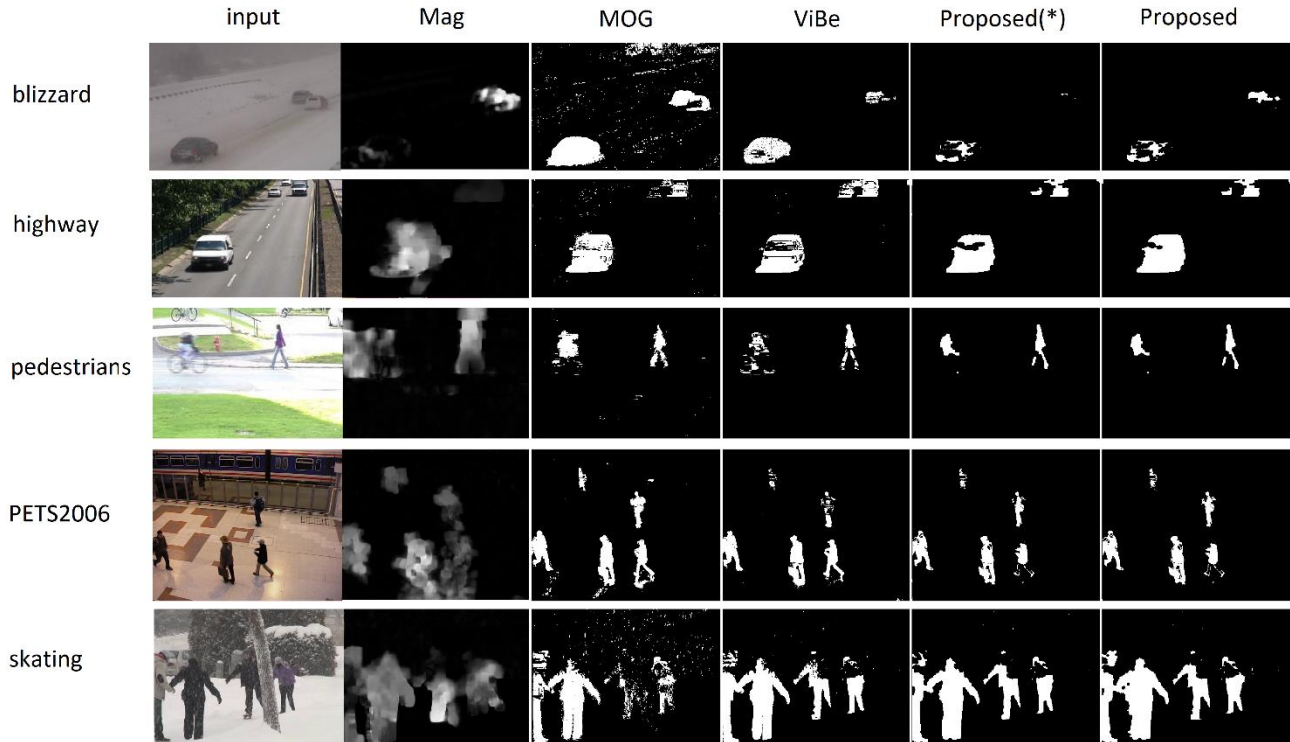 input Mag MOG ViBe Proposed(*) Proposed
blizzard
highway
pedestrians
PETS2006
skating